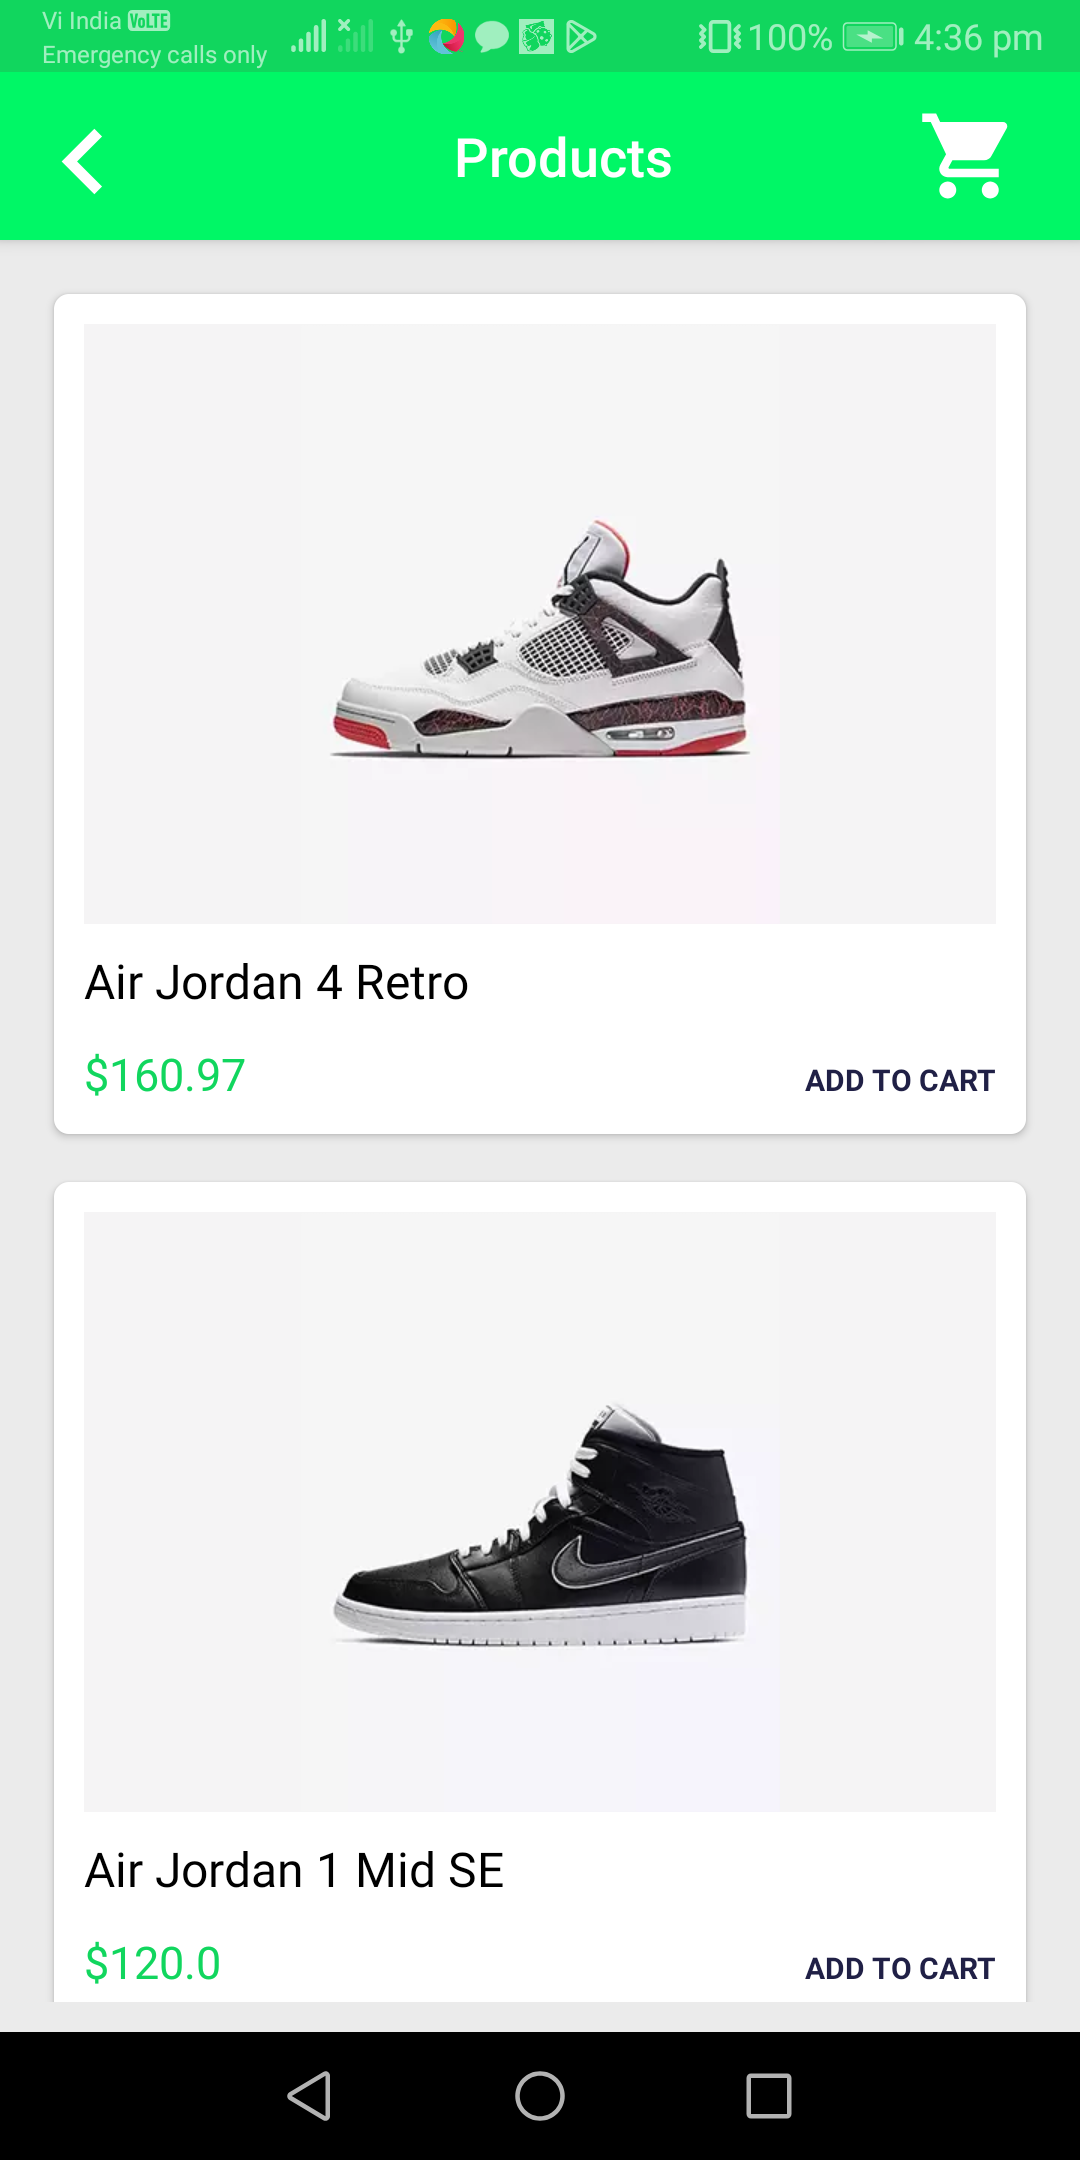 Vi India VoLTE
Emergency calls only
100%
4:36 pm
Products
Air Jordan 4 Retro
$160.97
ADD TO CART
Air Jordan 1 Mid SE
$120.0
ADD TO CART